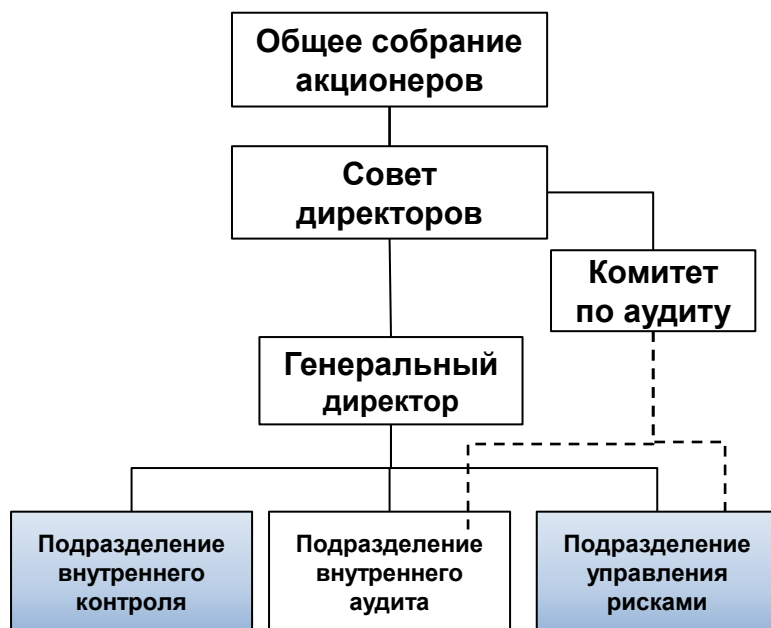 Общее собрание
акционеров
Совет
директоров
Комитет
по аудиту
Генеральный
директор
Подразделение
внутреннего
контроля
Подразделение
внутреннего
аудита
Подразделение
управления
рисками